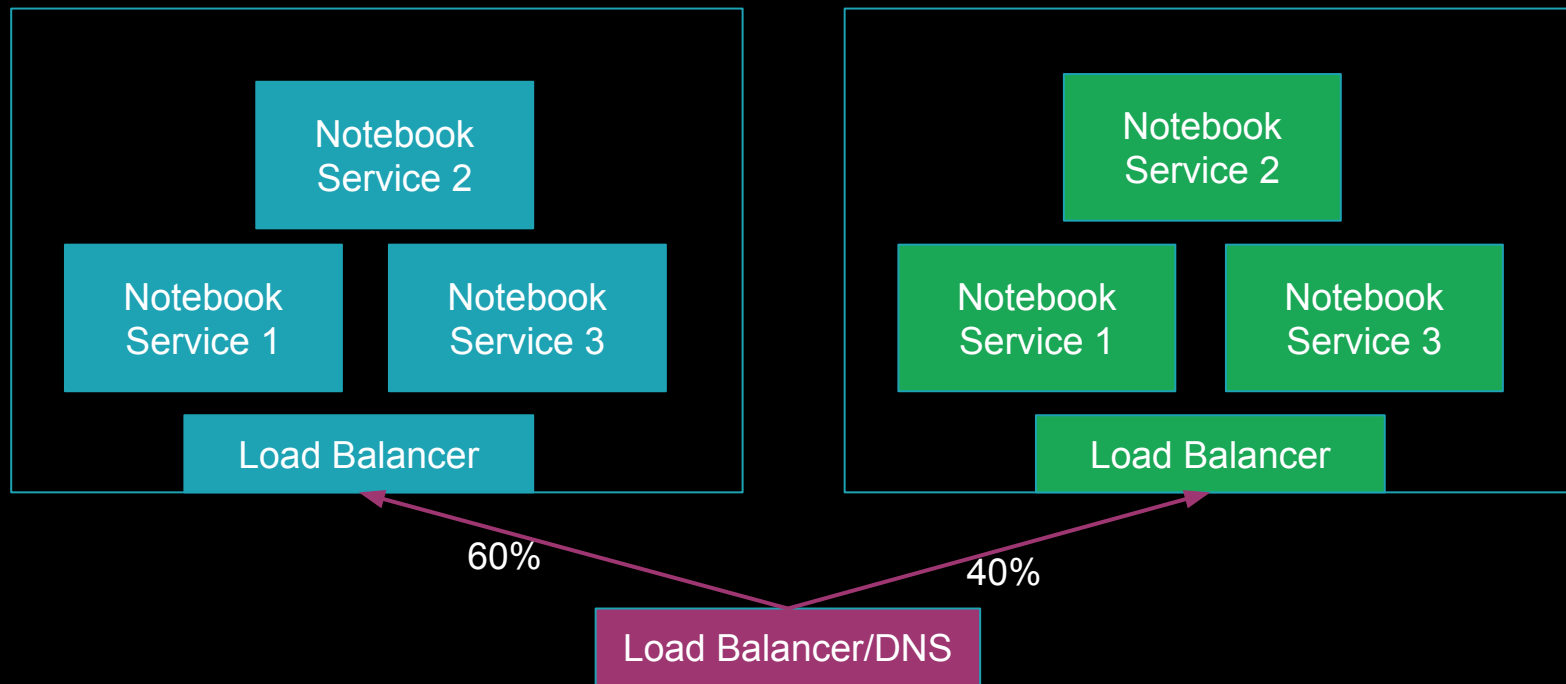 Notebook
Service 2
Notebook
Service 1
Notebook
Service 3
Load Balancer
Notebook
Service 2
Notebook
Service 1
Notebook
Service 3
Load Balancer
60%
40%
Load Balancer/DNS